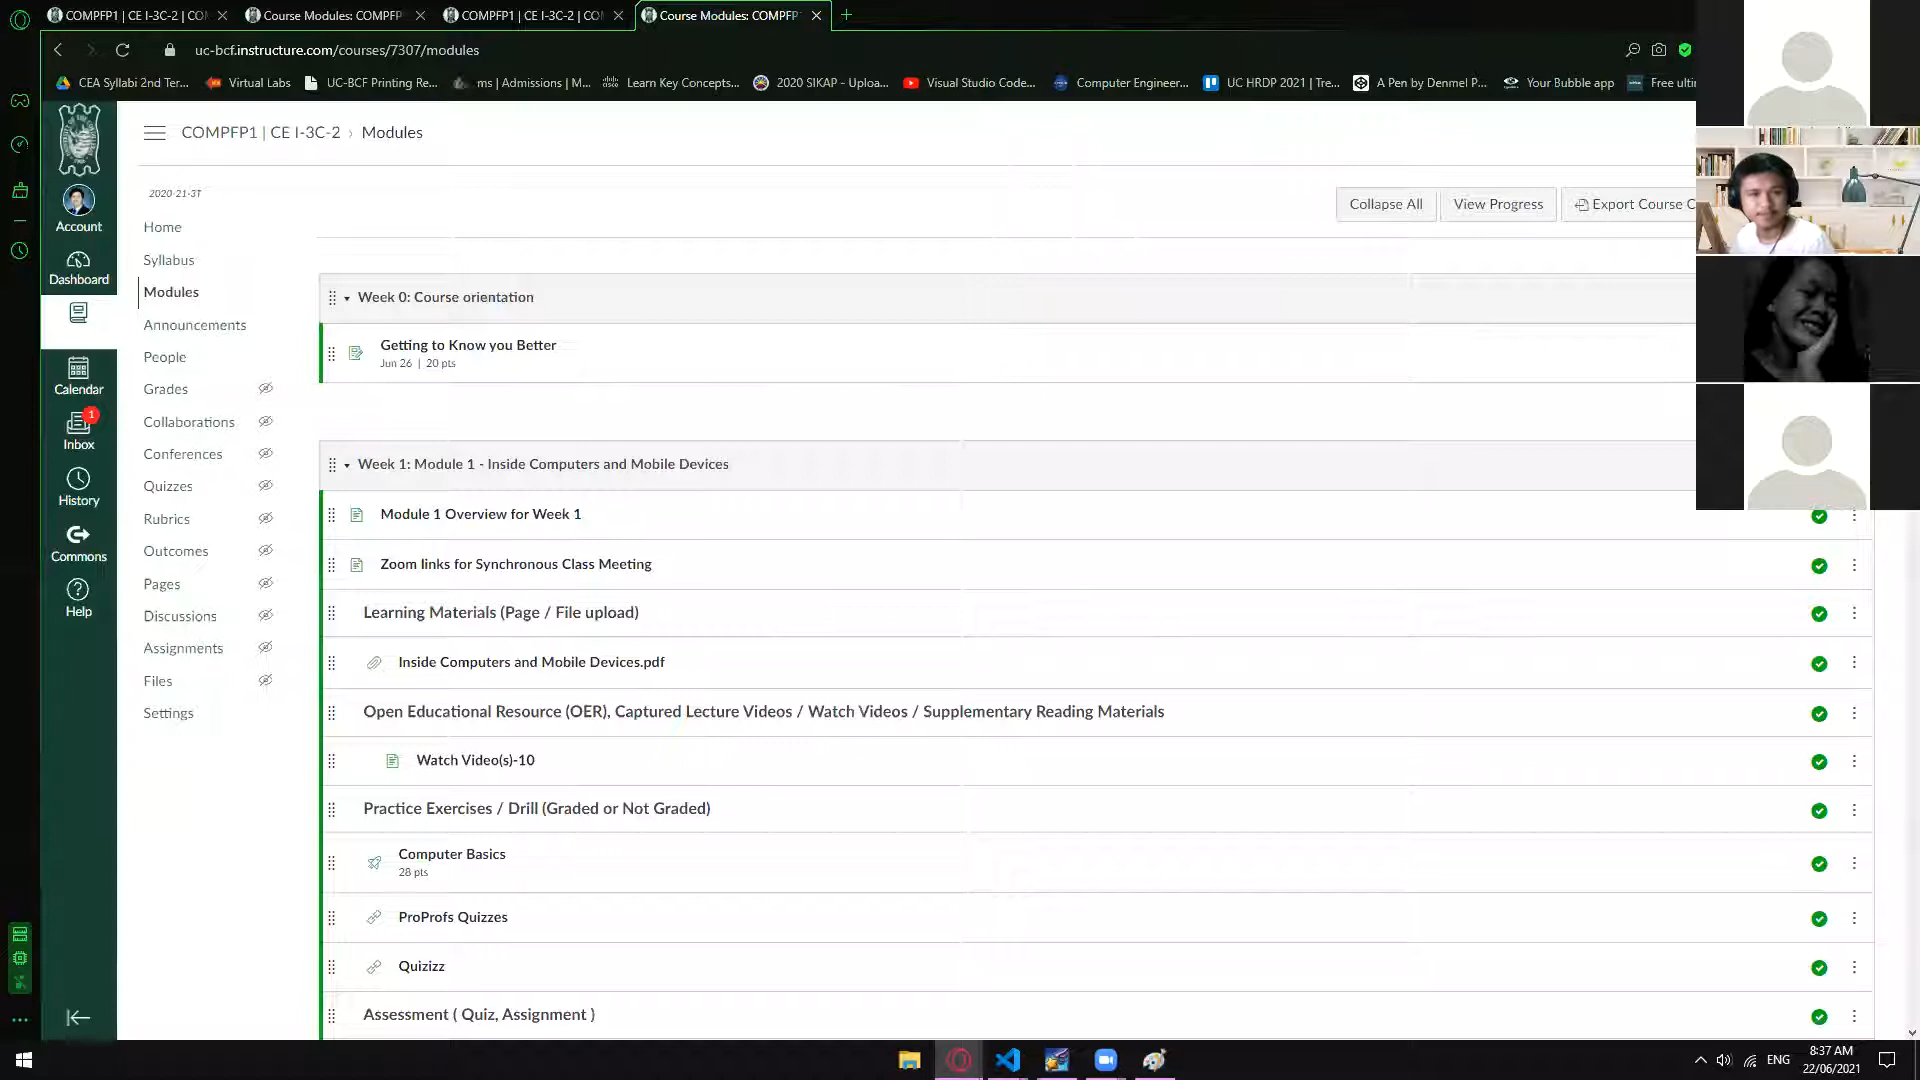 COMPFP1 | CE I-3C-2 | CO
Course Modules: COMPFP
COMPFP1 | CE I-3C-2 | CO
Course Modules: COMPFP
uc-bcf.instructure.com/courses/7307/modules
CEA Syllabi 2nd Ter...
Virtual Labs
UC-BCF Printing Re...
ms | Admissions | M...
Learn Key Concepts...
2020 SIKAP - Uploa...
Visual Studio Code...
Computer Engineer...
UC HRDP 2021 | Tre...
A Pen by Denmel P...
Your Bubble app
Free ulti
COMPFP1 | CE I-3C-2 › Modules
2020-21-3T
Collapse All
View Progress
Export Course C
Account
Dashboard
Calendar
1
Inbox
History
Commons
Help
Home
Syllabus
Modules
Announcements
People
Grades
Collaborations
Conferences
Quizzes
Rubrics
Outcomes
Pages
Discussions
Assignments
Files
Settings
Week 0: Course orientation
Getting to Know you Better
Jun 26 | 20 pts
Week 1: Module 1 - Inside Computers and Mobile Devices
Module 1 Overview for Week 1
Zoom links for Synchronous Class Meeting
Learning Materials (Page / File upload)
Inside Computers and Mobile Devices.pdf
Open Educational Resource (OER), Captured Lecture Videos / Watch Videos / Supplementary Reading Materials
Watch Video(s)-10
Practice Exercises / Drill (Graded or Not Graded)
Computer Basics
28 pts
ProProfs Quizzes
Quizizz
Assessment ( Quiz, Assignment )
ENG
8:37 AM
22/06/2021